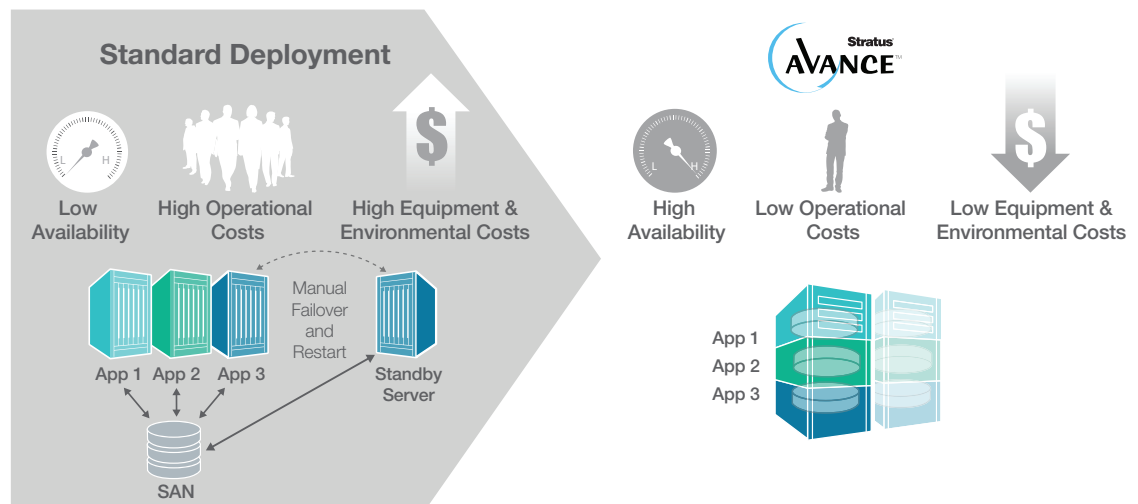 Standard Deployment
Stratus®
AVANCE™
L H
$
L H
$
Low
Availability
High Operational
Costs
High Equipment &
Environmental Costs
High
Availability
Low Operational
Costs
Low Equipment &
Environmental Costs
Manual
Failover
and
Restart
App 1
App 2
App 3
Standby
Server
SAN
App 1
App 2
App 3